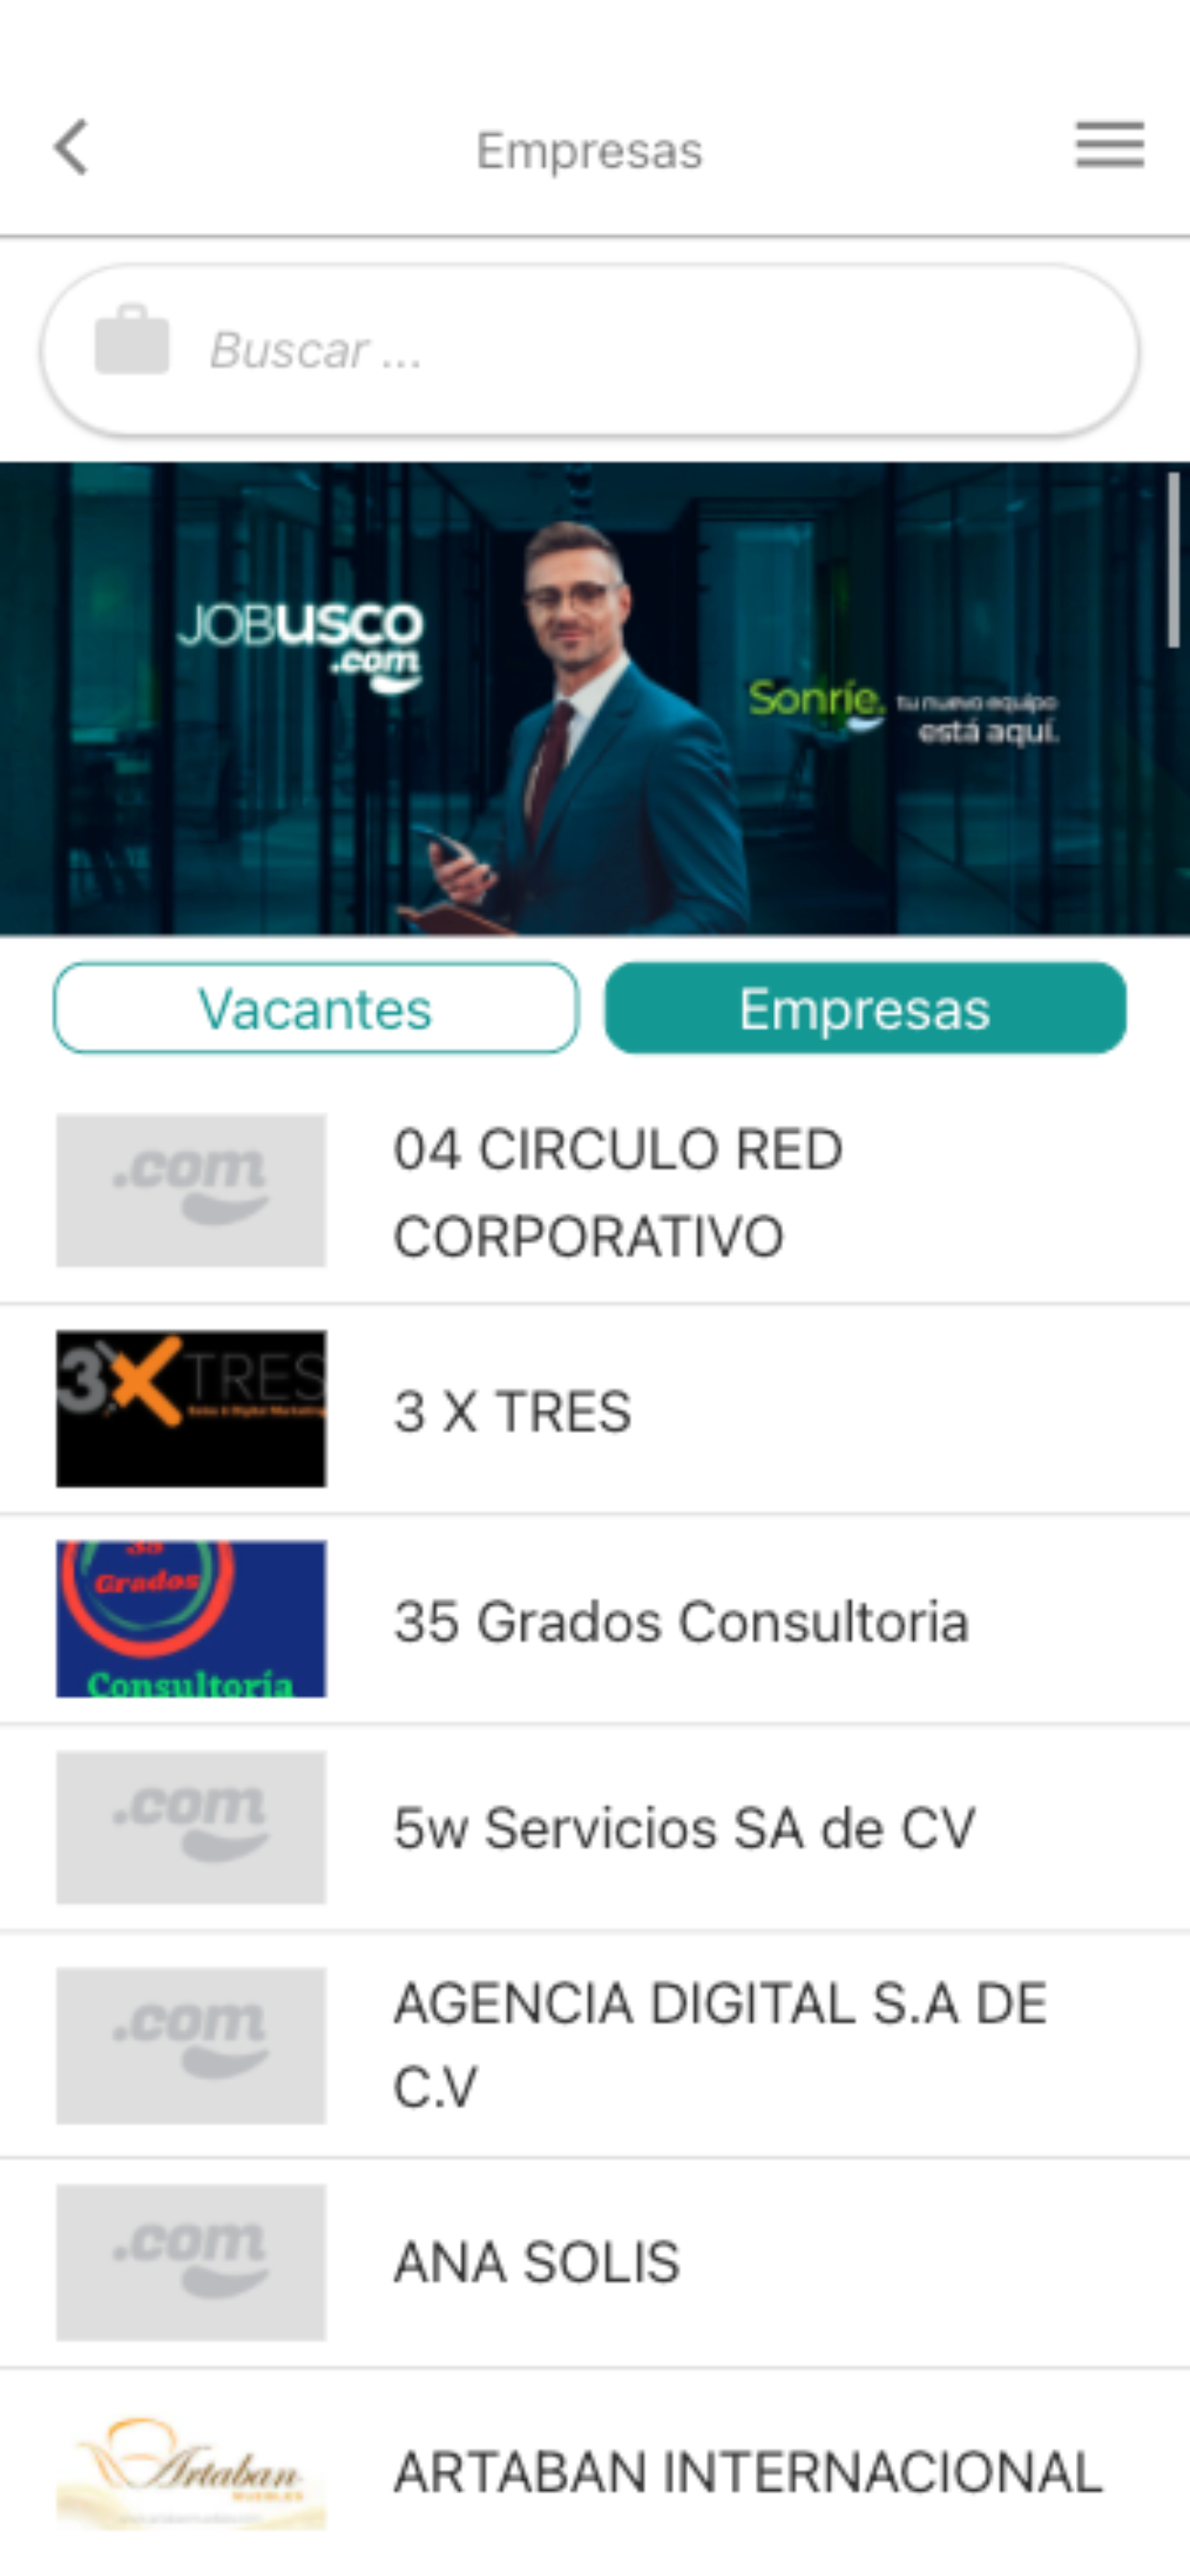 Empresas
Buscar ...
JOBUSCO
.com
Sonríe. tu nuevo equipo
está aquí.
Vacantes
Empresas
.com
04 CIRCULO RED
CORPORATIVO
3X TRES
3 X TRES
35
Grados
Consultoría
35 Grados Consultoria
.com
5w Servicios SA de CV
.com
AGENCIA DIGITAL S.A DE
C.V
.com
ANA SOLIS
Artaban
ARTABAN INTERNACIONAL